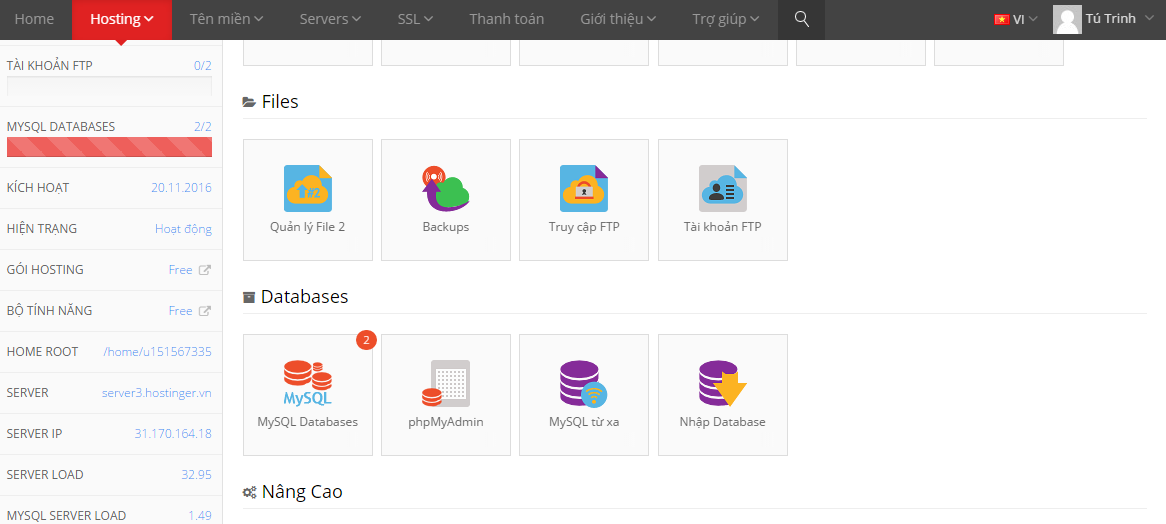 Home Hosting Tên miền Servers SSL Thanh toán Giới thiệu Trợ giúp VI Tú Trinh
TÀI KHOẢN FTP 0/2
MYSQL DATABASES 2/2
KÍCH HOẠT 20.11.2016
HIỆN TRẠNG Hoạt động
GÓI HOSTING Free
BỘ TÍNH NĂNG Free
HOME ROOT /home/u151567335
SERVER server3.hostinger.vn
SERVER IP 31.170.164.18
SERVER LOAD 32.95
MYSQL SERVER LOAD 1.49
Files
#2
Quản lý File 2 Backups Truy cập FTP Tài khoản FTP
Databases
2
MySQL
MySQL Databases phpMyAdmin MySQL từ xa Nhập Database
Nâng Cao